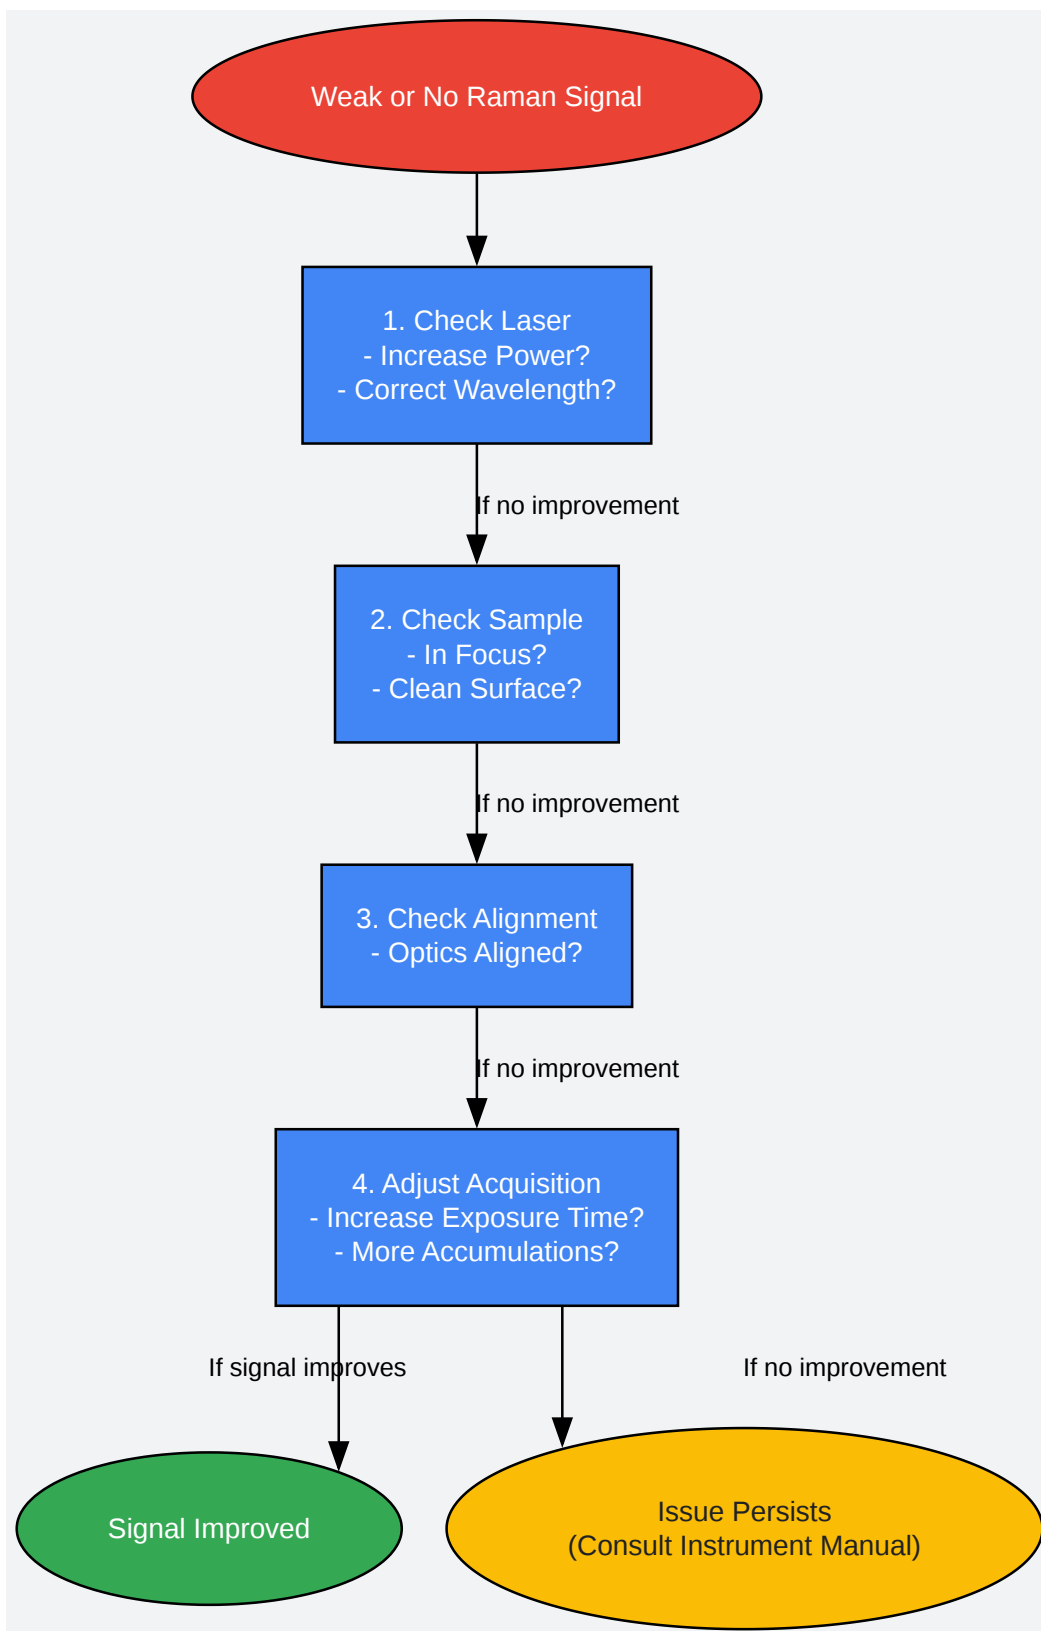 Weak or No Raman Signal
1. Check Laser
- Increase Power?
- Correct Wavelength?
If no improvement
2. Check Sample
- In Focus?
- Clean Surface?
If no improvement
3. Check Alignment
- Optics Aligned?
If no improvement
4. Adjust Acquisition
- Increase Exposure Time?
- More Accumulations?
If signal improves
If no improvement
Signal Improved
Issue Persists
(Consult Instrument Manual)